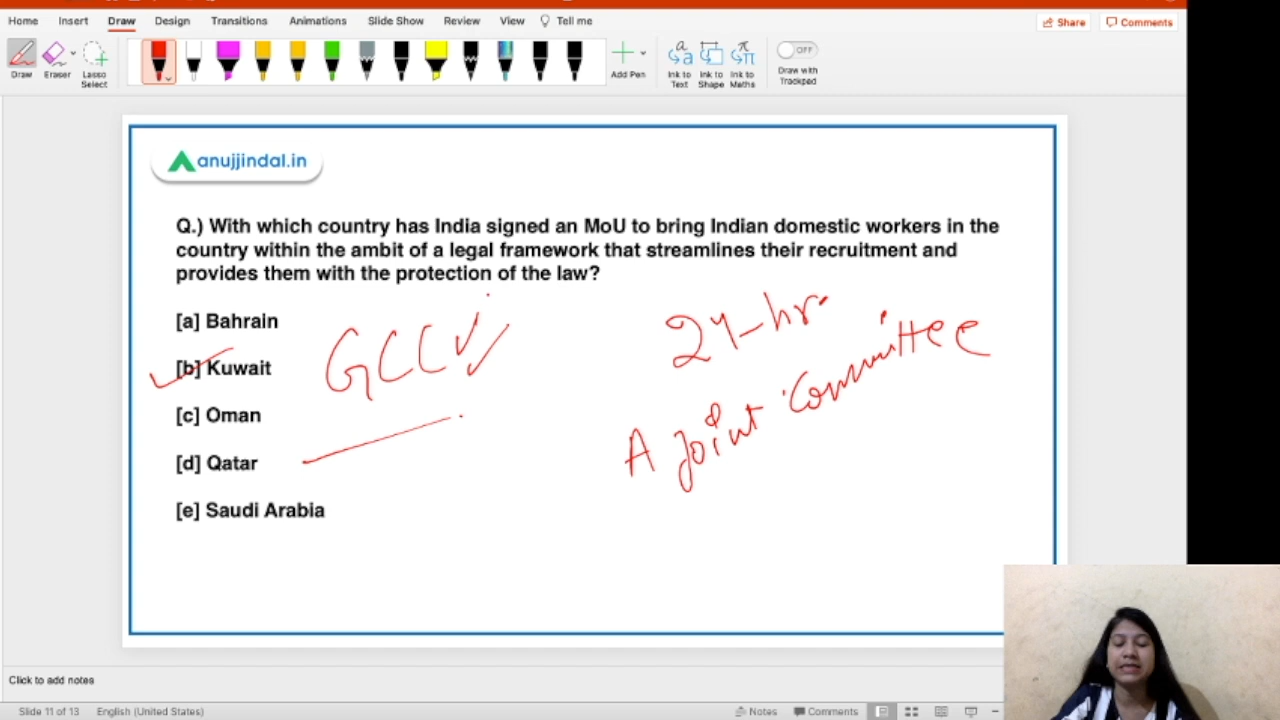 Home Insert Draw Design Transitions Animations Slide Show Review View Tell me Share Comments
Draw Eraser Lasso Select Add Pen Ink to Text Ink to Shape Ink to Maths OFF Draw with Trackpad
anujjindal.in
Q.) With which country has India signed an MoU to bring Indian domestic workers in the
country within the ambit of a legal framework that streamlines their recruitment and
provides them with the protection of the law?
[a] Bahrain
24-hr.
[b] Kuwait GCC
[c] Oman
A Joint Committee
[d] Qatar
[e] Saudi Arabia
Click to add notes
Slide 11 of 13 English (United States) Notes Comments